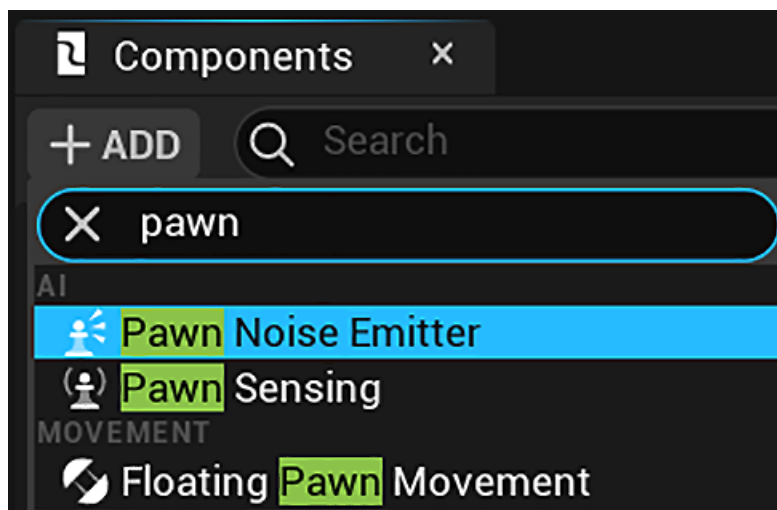 Components
ADD
Search
pawn
AI
Pawn Noise Emitter
Pawn Sensing
MOVEMENT
Floating Pawn Movement